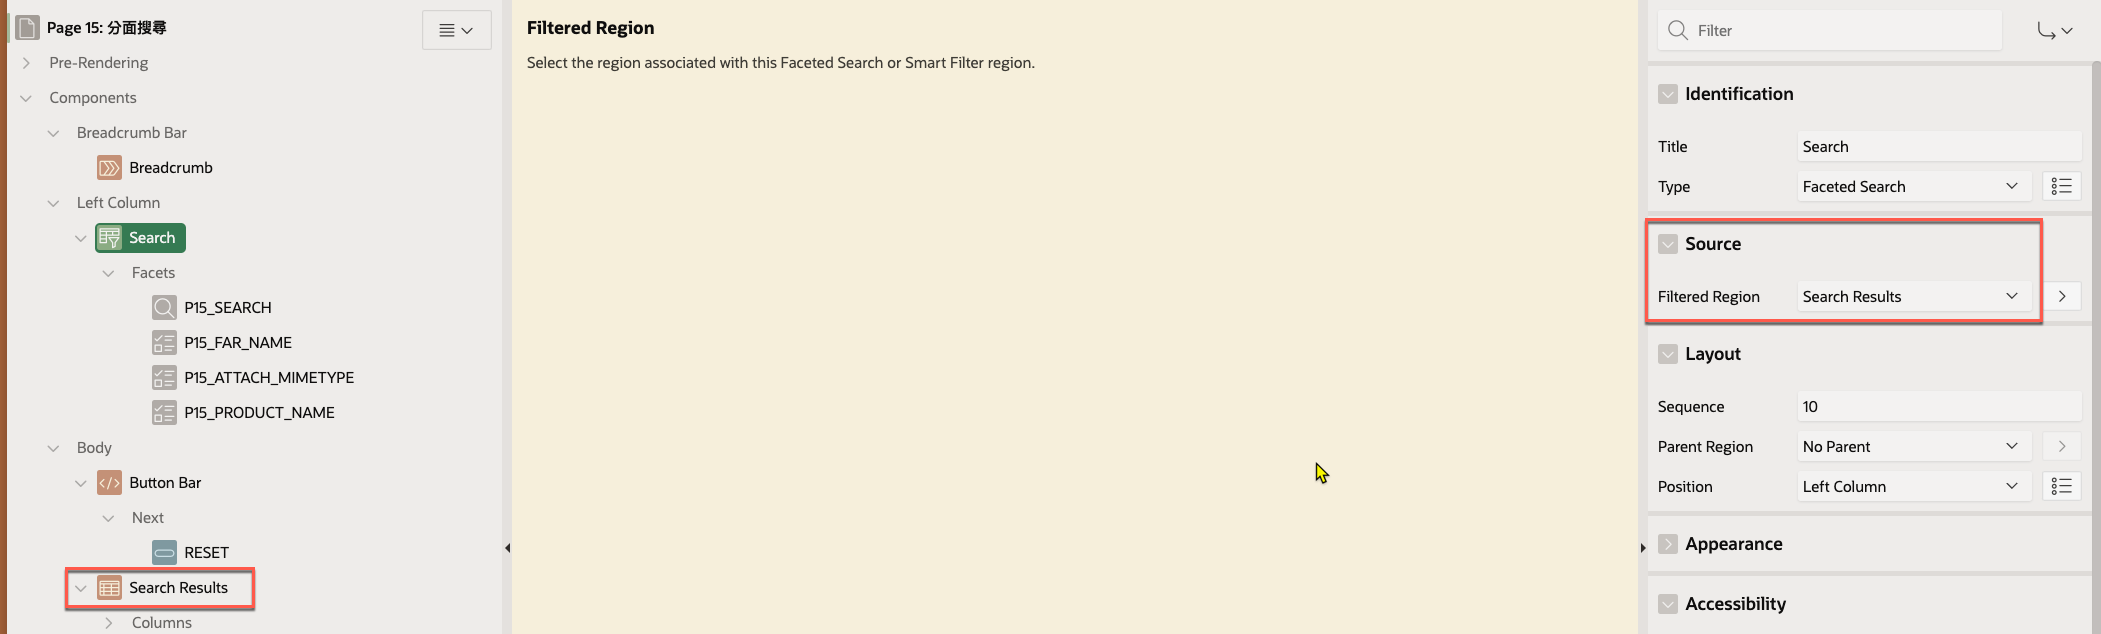 Page 15: 分面搜尋
Pre-Rendering
Components
Breadcrumb Bar
Breadcrumb
Left Column
Search
Facets
P15_SEARCH
P15_FAR_NAME
P15_ATTACH_MIMETYPE
P15_PRODUCT_NAME
Body
Button Bar
Next
RESET
Search Results
Columns
Filtered Region
Select the region associated with this Faceted Search or Smart Filter region.
Filter
Identification
Title Search
Type Faceted Search
Source
Filtered Region Search Results
Layout
Sequence 10
Parent Region No Parent
Position Left Column
Appearance
Accessibility